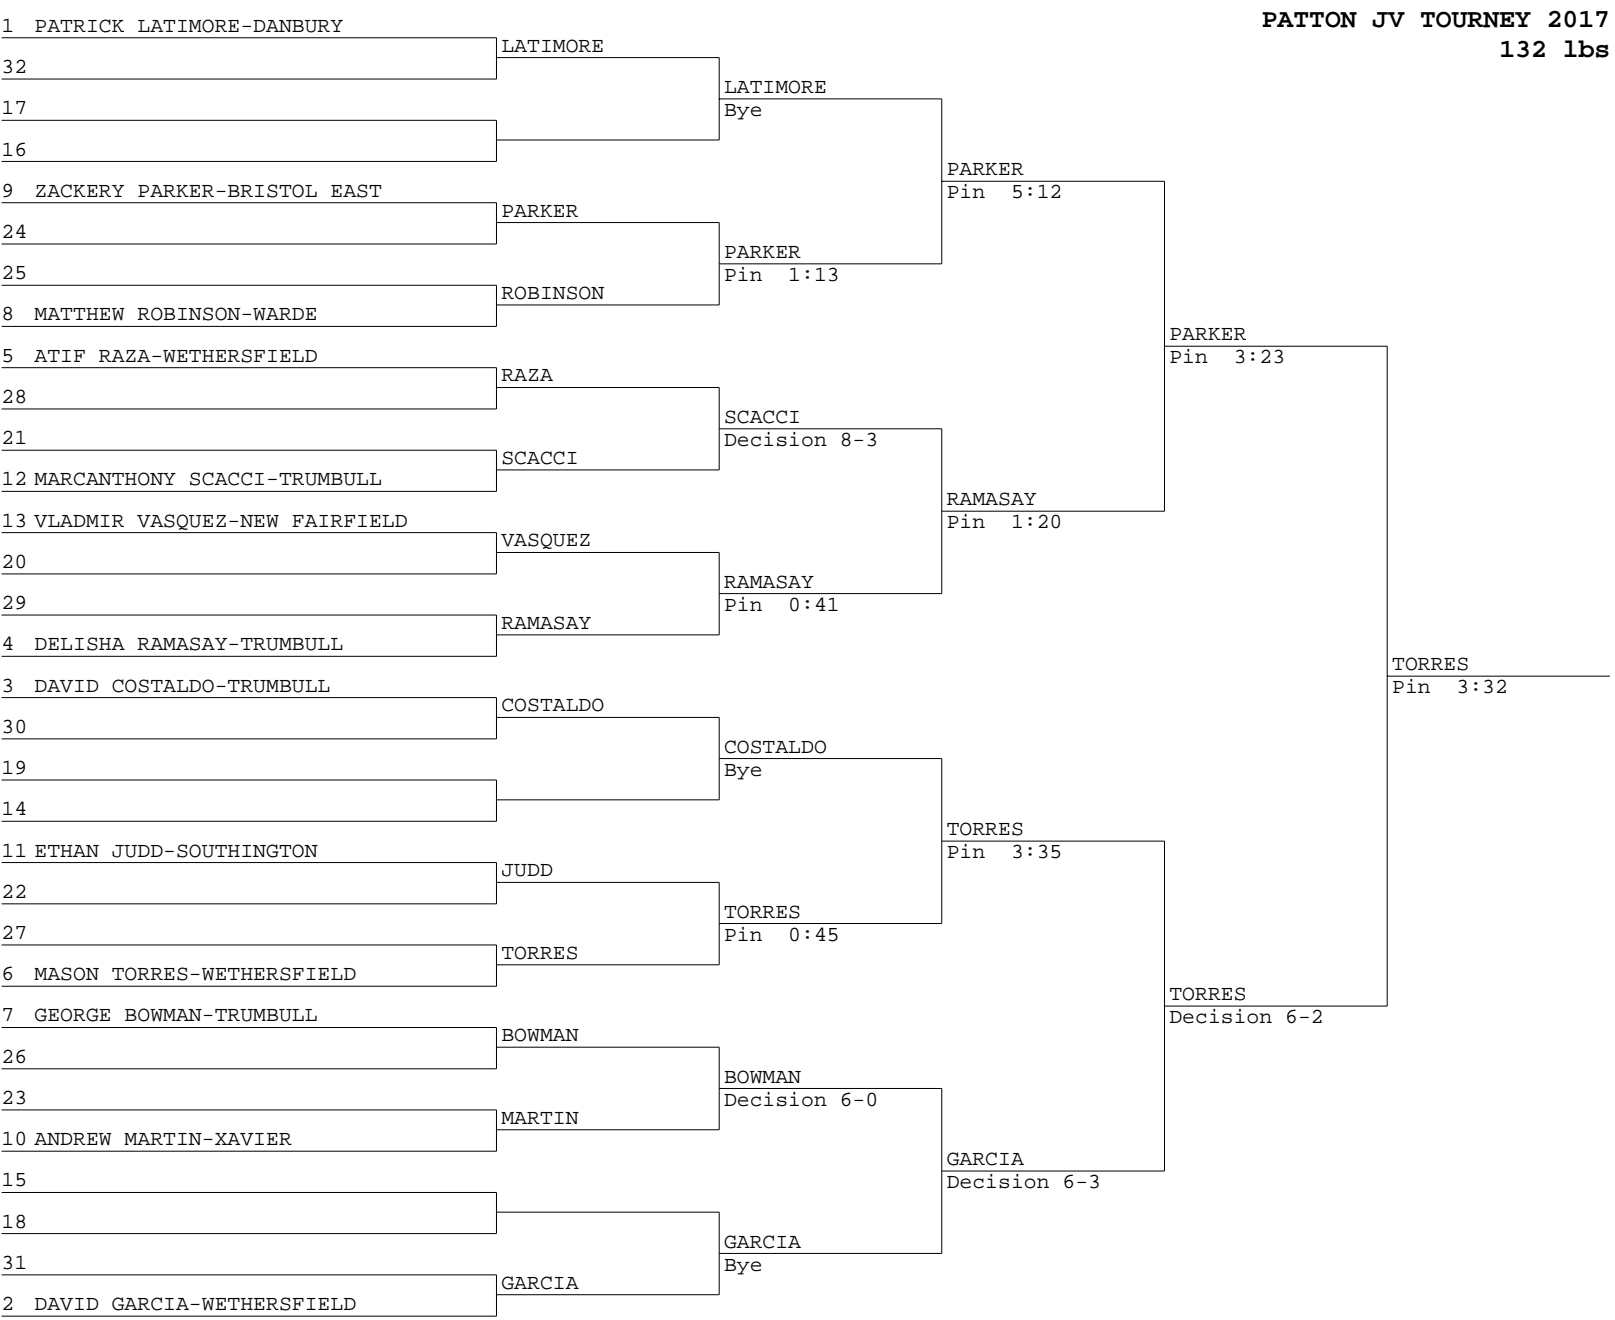 PATTON JV TOURNEY 2017
132 lbs
1 PATRICK LATIMORE-DANBURY
32
17
16
9 ZACKERY PARKER-BRISTOL EAST
24
25
8 MATTHEW ROBINSON-WARDE
5 ATIF RAZA-WETHERSFIELD
28
21
12 MARCANTHONY SCACCI-TRUMBULL
13 VLADMIR VASQUEZ-NEW FAIRFIELD
20
29
4 DELISHA RAMASAY-TRUMBULL
3 DAVID COSTALDO-TRUMBULL
30
19
14
11 ETHAN JUDD-SOUTHINGTON
22
27
6 MASON TORRES-WETHERSFIELD
7 GEORGE BOWMAN-TRUMBULL
26
23
10 ANDREW MARTIN-XAVIER
15
18
31
2 DAVID GARCIA-WETHERSFIELD
LATIMORE
PARKER
ROBINSON
RAZA
SCACCI
VASQUEZ
RAMASAY
COSTALDO
JUDD
TORRES
BOWMAN
MARTIN
GARCIA
LATIMORE
Bye
PARKER
Pin 1:13
SCACCI
Decision 8-3
RAMASAY
Pin 0:41
COSTALDO
Bye
TORRES
Pin 0:45
BOWMAN
Decision 6-0
GARCIA
Bye
PARKER
Pin 5:12
RAMASAY
Pin 1:20
TORRES
Pin 3:35
GARCIA
Decision 6-3
PARKER
Pin 3:23
TORRES
Decision 6-2
TORRES
Pin 3:32